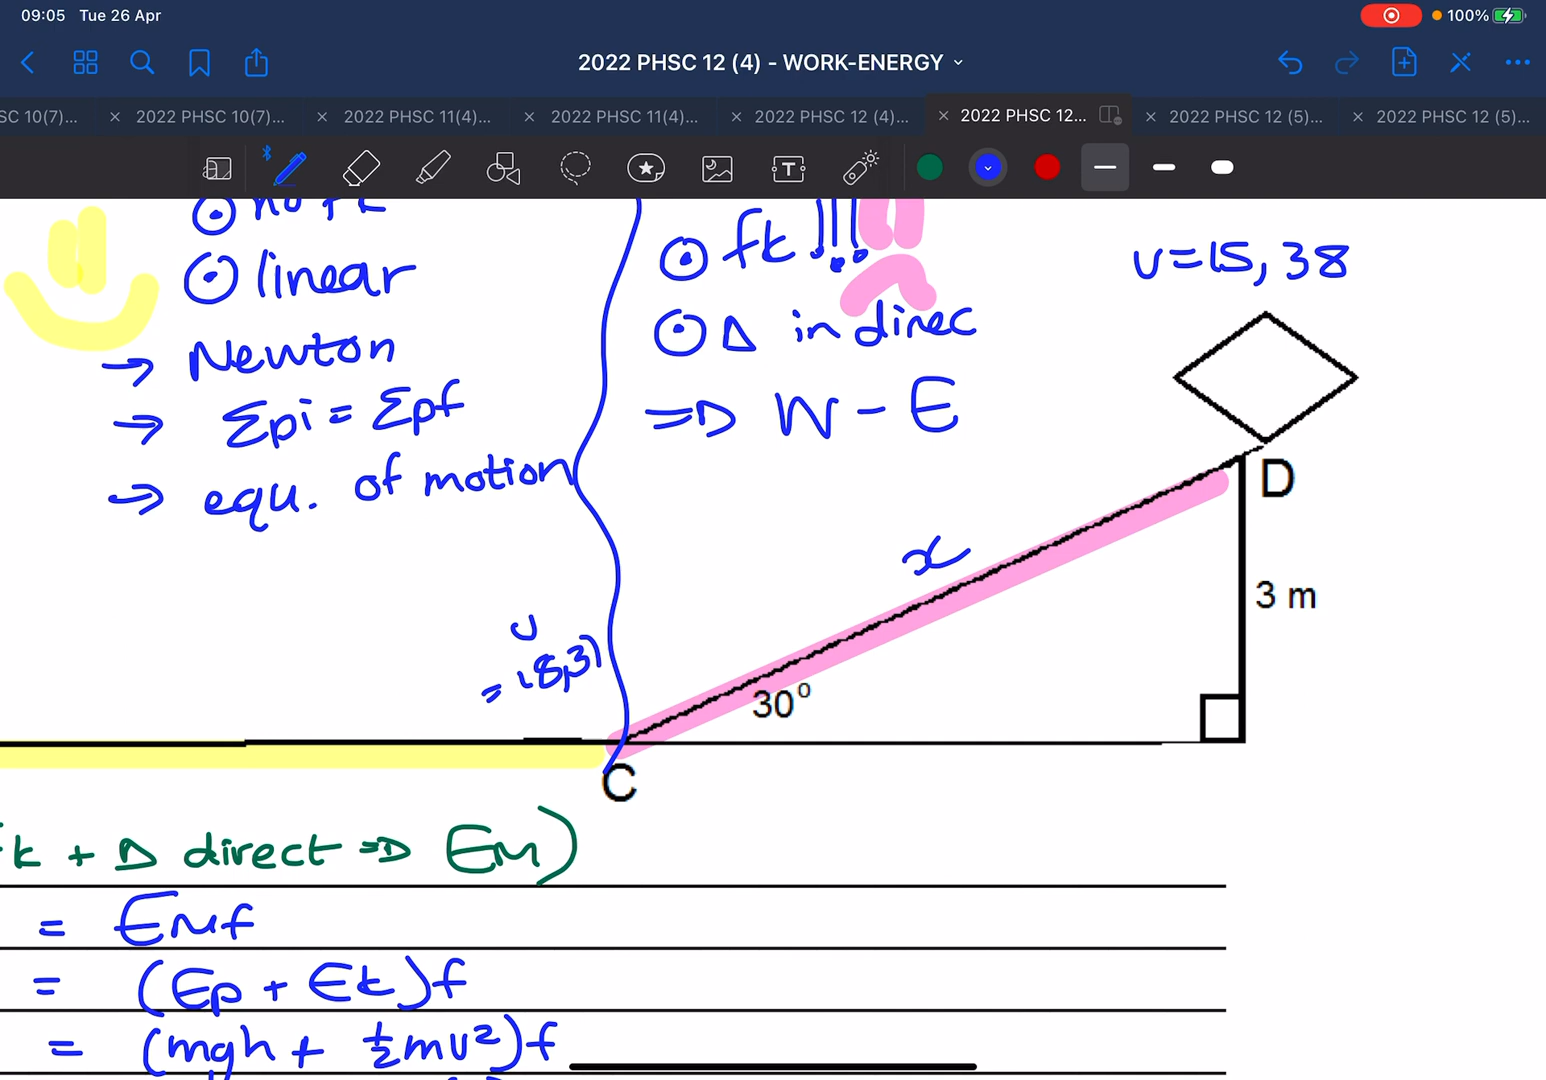 09:05 Tue 26 Apr
100%
2022 PHSC 12 (4) - WORK-ENERGY
SC 10(7)...
2022 PHSC 10(7)...
2022 PHSC 11(4)...
2022 PHSC 11(4)...
2022 PHSC 12 (4)...
2022 PHSC 12...
2022 PHSC 12 (5)...
2022 PHSC 12 (5)...
T
linear
→ Newton
→ Σpi = Σpf
→ equ. of motion
fk !!!
Δ in direc
⇒ W - E
v=15,38
D
x
3 m
30°
v
= 8,31
C
k + Δ direct ⇒ EM)
= EMf
= (Ep + Ek)f
= (mgh + ½mv²)f